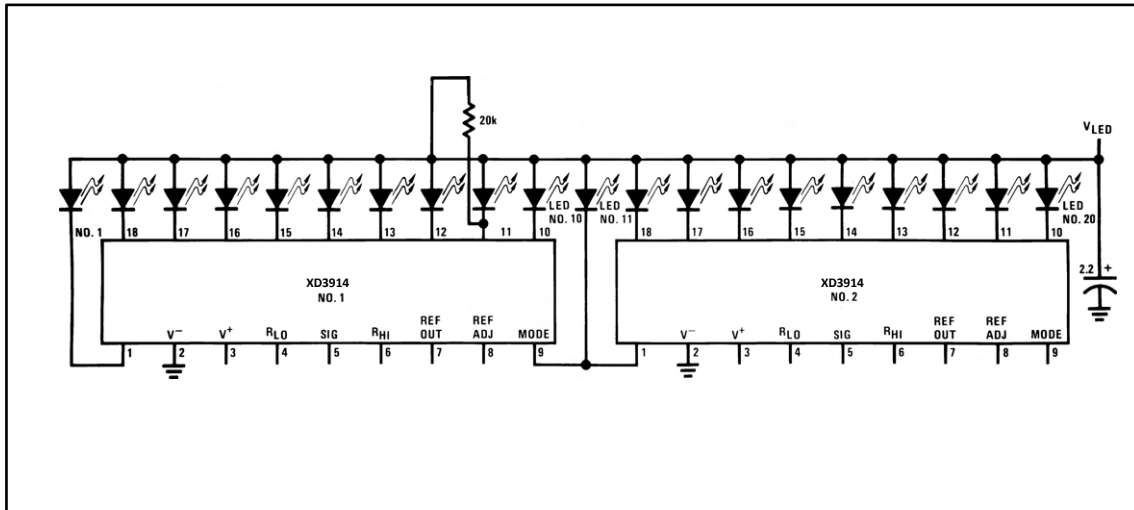 20k
V LED
NO. 1
LED NO. 10
LED NO. 11
LED NO. 20
18 17 16 15 14 13 12 11 10
18 17 16 15 14 13 12 11 10
2.2 +
XD3914
NO. 1
XD3914
NO. 2
V⁻ V⁺ RLO SIG RHI REF OUT REF ADJ MODE
V⁻ V⁺ RLO SIG RHI REF OUT REF ADJ MODE
1 2 3 4 5 6 7 8 9
1 2 3 4 5 6 7 8 9